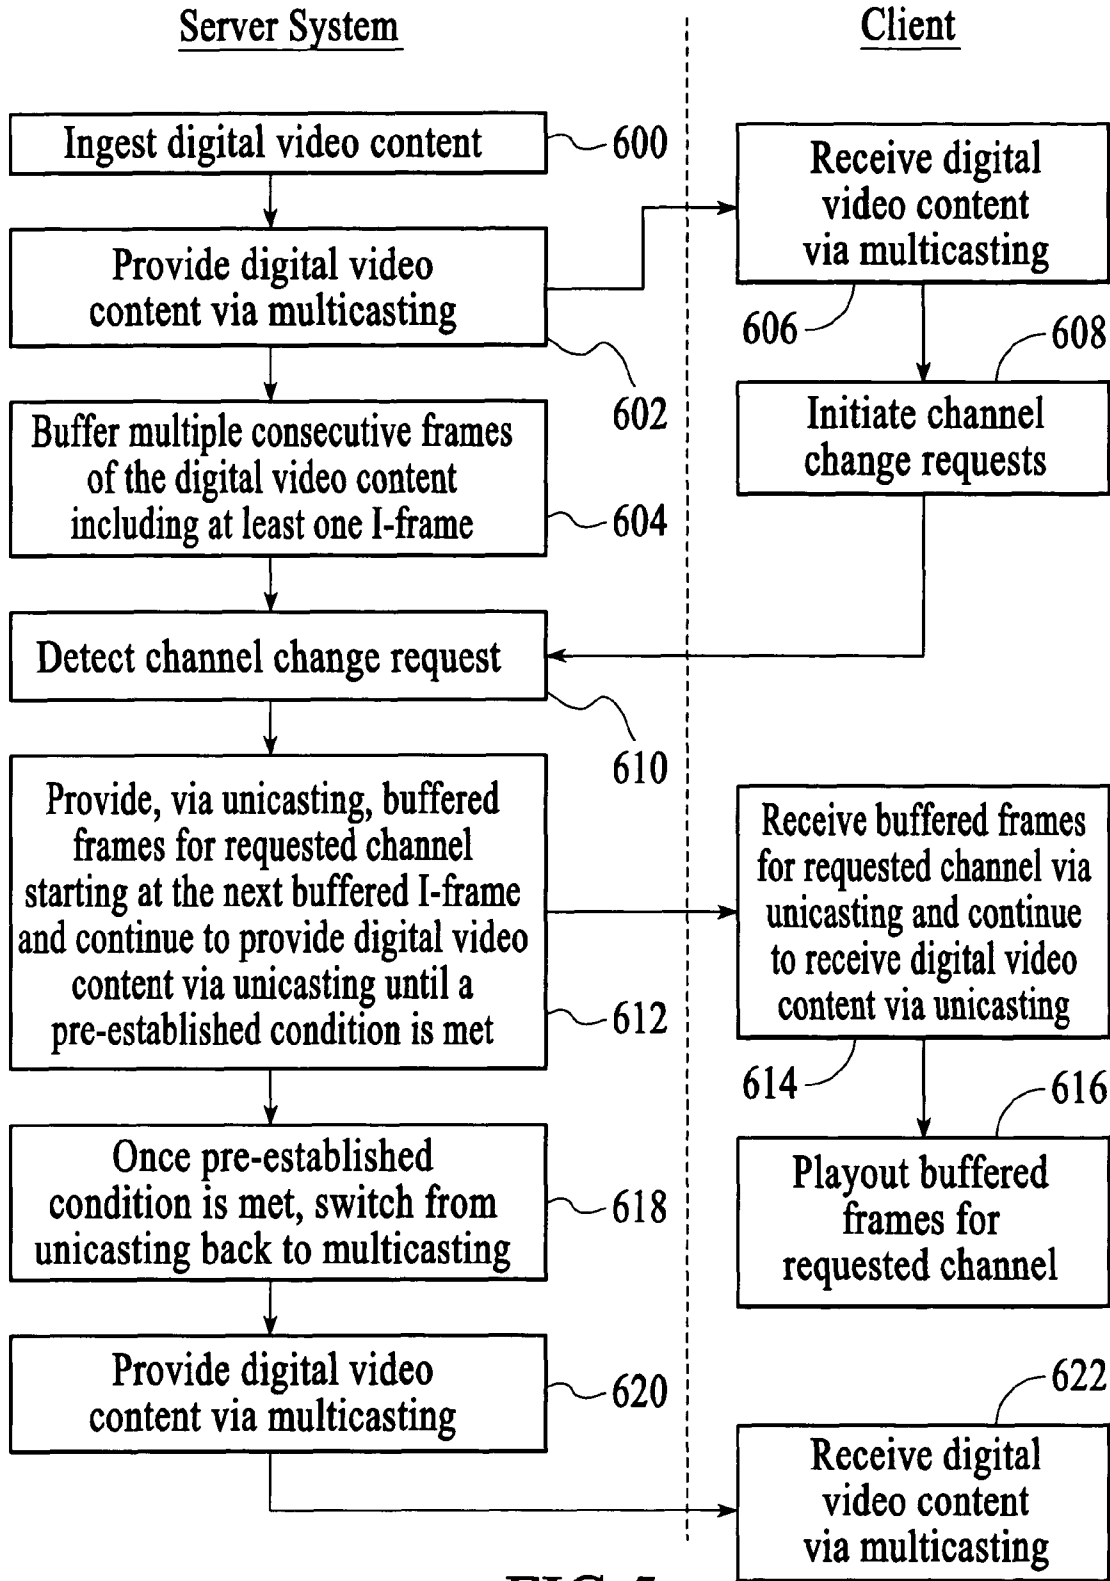 Server System
Client
Ingest digital video content
600
Provide digital video
content via multicasting
602
Receive digital
video content
via multicasting
606
608
Buffer multiple consecutive frames
of the digital video content
including at least one I-frame
604
Initiate channel
change requests
Detect channel change request
610
Provide, via unicasting, buffered
frames for requested channel
starting at the next buffered I-frame
and continue to provide digital video
content via unicasting until a
pre-established condition is met
612
Receive buffered frames
for requested channel via
unicasting and continue
to receive digital video
content via unicasting
614
616
Once pre-established
condition is met, switch from
unicasting back to multicasting
618
Playout buffered
frames for
requested channel
Provide digital video
content via multicasting
620
622
Receive digital
video content
via multicasting